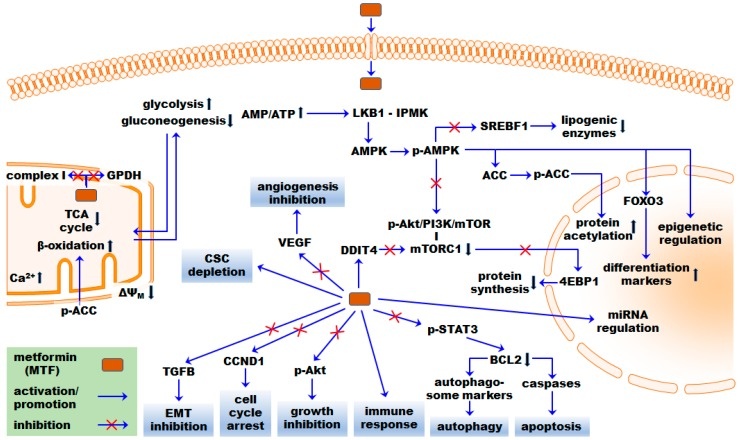 glycolysis ↑
gluconeogenesis ↓
AMP/ATP ↑
LKB1 - IPMK
SREBF1
lipogenic
enzymes ↓
AMPK
p-AMPK
complex I
GPDH
ACC
p-ACC
angiogenesis
inhibition
FOXO3
TCA
cycle ↓
β-oxidation ↑
p-Akt/PI3K/mTOR
protein
acetylation ↑
epigenetic
regulation
VEGF
DDIT4
mTORC1 ↓
CSC
depletion
Ca²⁺ ↑
ΔΨM ↓
p-ACC
protein
synthesis ↓
4EBP1
differentiation
markers ↑
miRNA
regulation
p-STAT3
metformin
(MTF)
activation/
promotion
inhibition
TGFB
CCND1
p-Akt
BCL2 ↓
autophago-
some markers
caspases
EMT
inhibition
cell
cycle
arrest
growth
inhibition
immune
response
autophagy
apoptosis